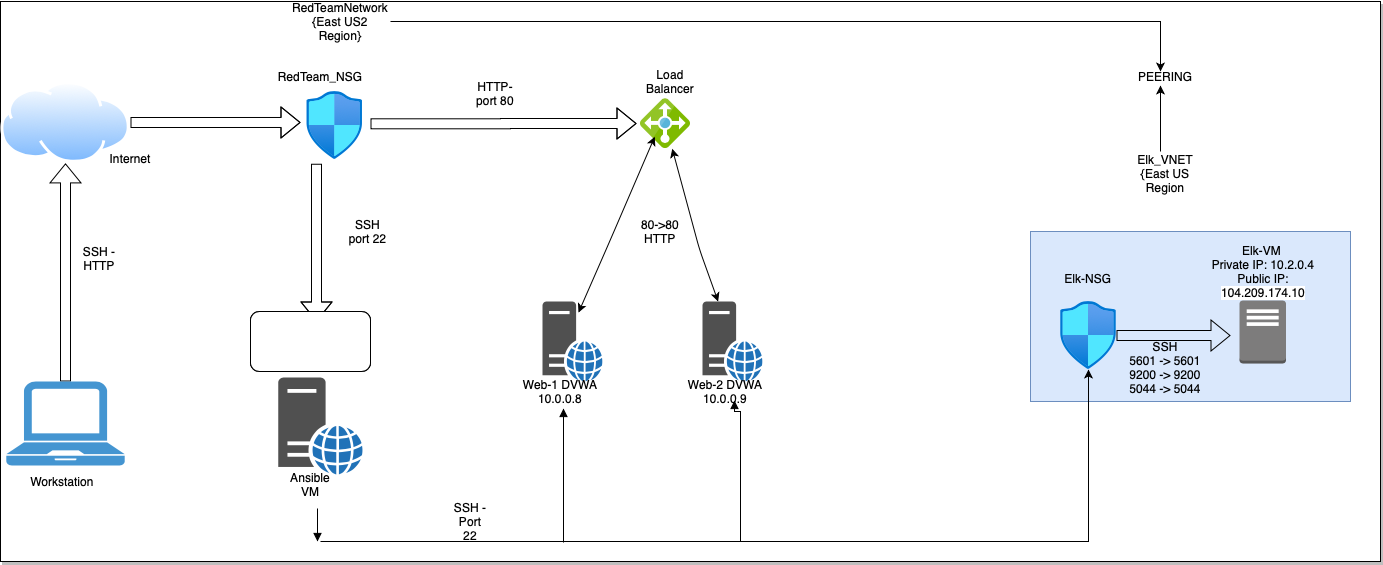 RedTeamNetwork
{East US2
Region}
RedTeam_NSG
HTTP-
port 80
Load
Balancer
PEERING
Internet
Elk_VNET
{East US
Region
SSH -
HTTP
SSH
port 22
80->80
HTTP
Elk-VM
Private IP: 10.2.0.4
Public IP:
104.209.174.10
Elk-NSG
SSH
5601 -> 5601
9200 -> 9200
5044 -> 5044
Web-1 DVWA
10.0.0.8
Web-2 DVWA
10.0.0.9
Workstation
Ansible
VM
SSH -
Port
22